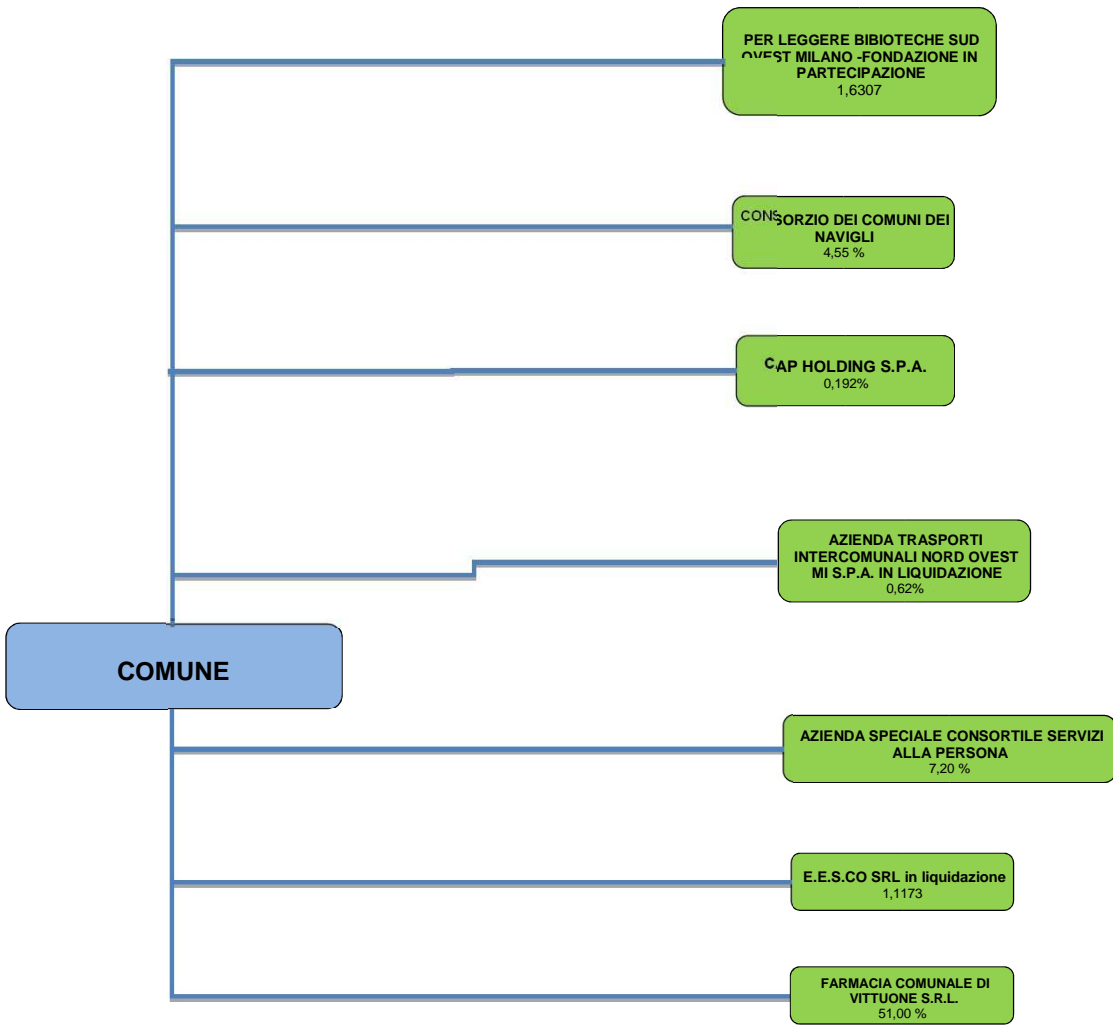 PER LEGGERE BIBIOTECHE SUD
OVEST MILANO -FONDAZIONE IN
PARTECIPAZIONE
1,6307
CONSORZIO DEI COMUNI DEI
NAVIGLI
4,55 %
CAP HOLDING S.P.A.
0,192%
AZIENDA TRASPORTI
INTERCOMUNALI NORD OVEST
MI S.P.A. IN LIQUIDAZIONE
0,62%
COMUNE
AZIENDA SPECIALE CONSORTILE SERVIZI
ALLA PERSONA
7,20 %
E.E.S.CO SRL in liquidazione
1,1173
FARMACIA COMUNALE DI
VITTUONE S.R.L.
51,00 %